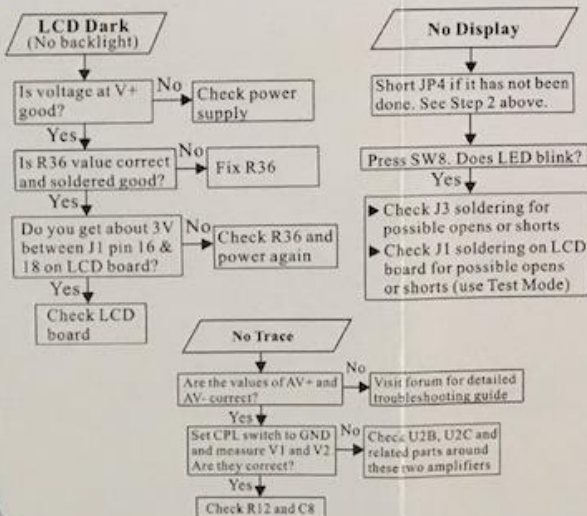 LCD Dark
(No backlight)
Is voltage at V+
good?
No
Check power
supply
Yes
Is R36 value correct
and soldered good?
No
Fix R36
Yes
Do you get about 3V
between J1 pin 16 &
18 on LCD board?
No
Check R36 and
power again
Yes
Check LCD
board
No Display
Short JP4 if it has not been
done. See Step 2 above.
Press SW8. Does LED blink?
Yes
▶ Check J3 soldering for
possible opens or shorts
▶ Check J1 soldering on LCD
board for possible opens
or shorts (use Test Mode)
No Trace
Are the values of AV+ and
AV- correct?
No
Visit forum for detailed
troubleshooting guide
Yes
Set CPL switch to GND
and measure V1 and V2.
Are they correct?
No
Check U2B, U2C and
related parts around
these two amplifiers
Yes
Check R12 and C8